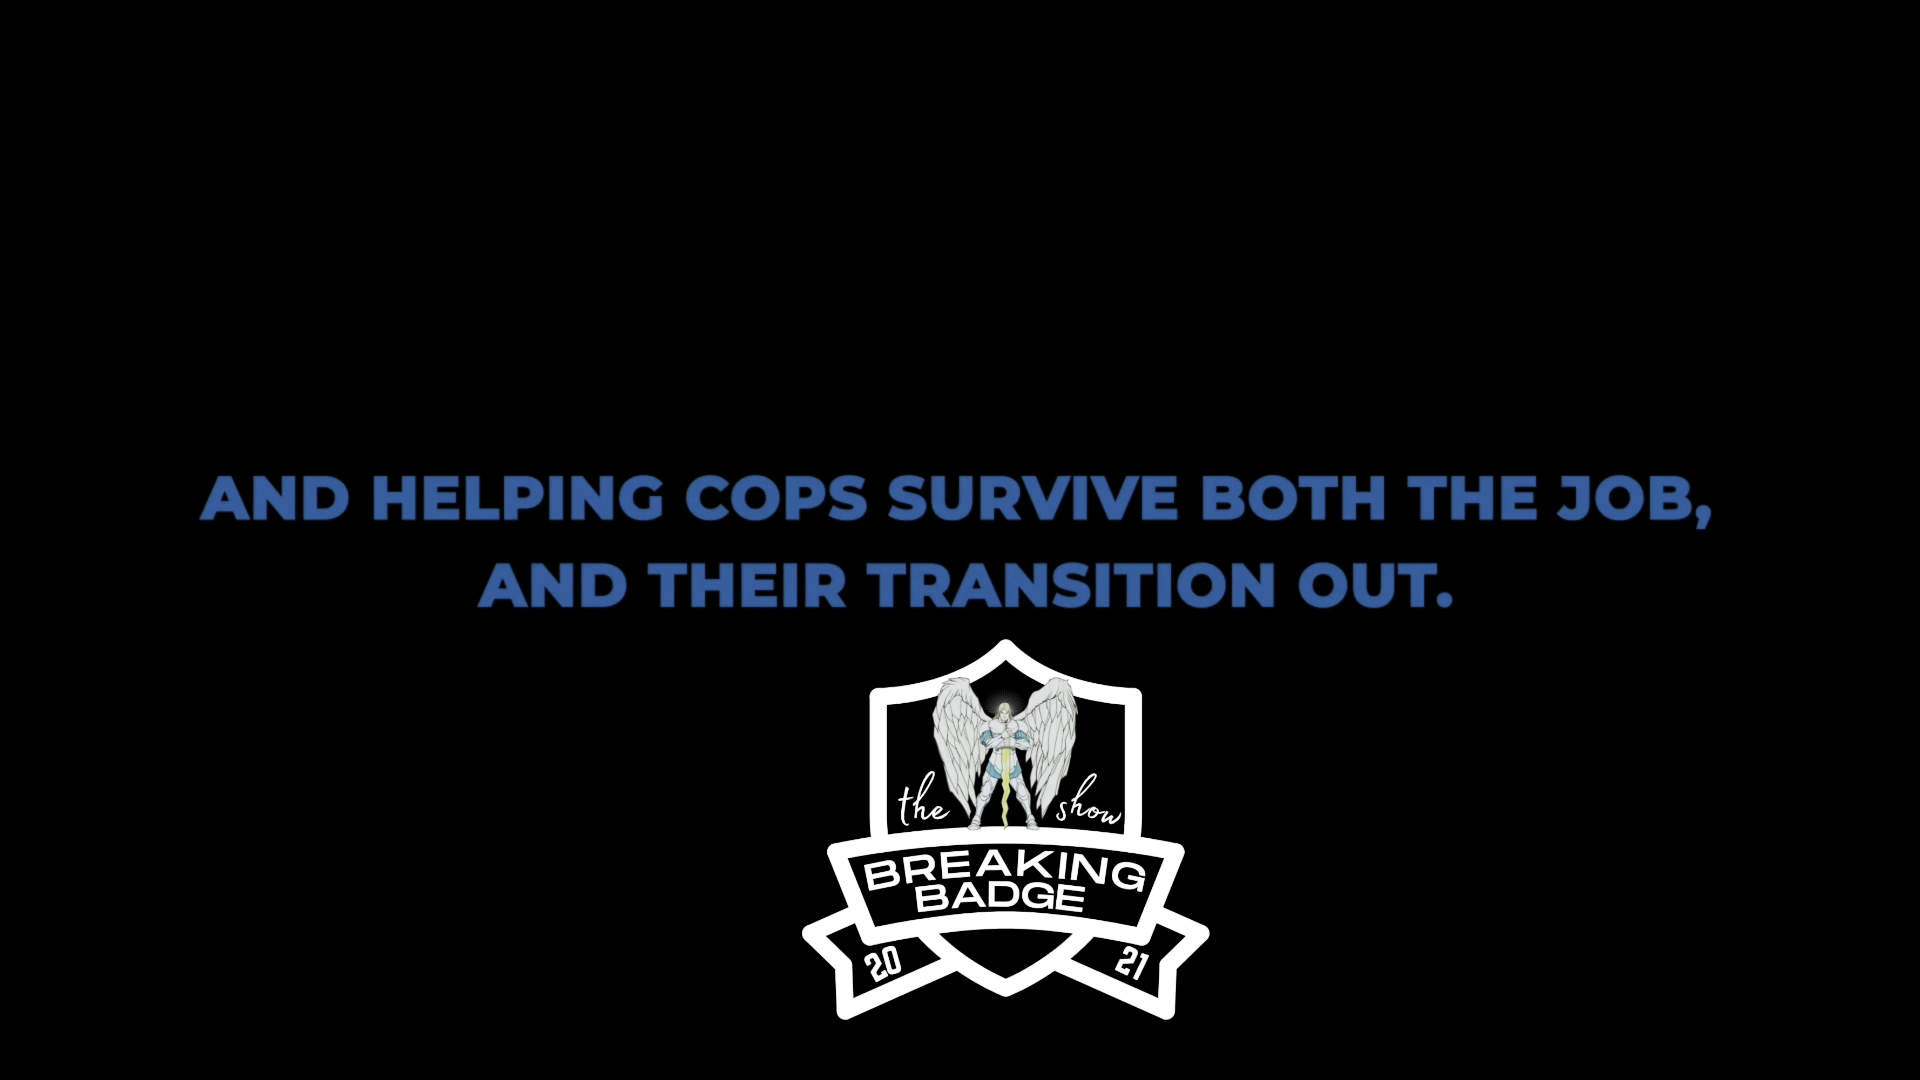 AND HELPING COPS SURVIVE BOTH THE JOB,
AND THEIR TRANSITION OUT.
the show
BREAKING
BADGE
20 21